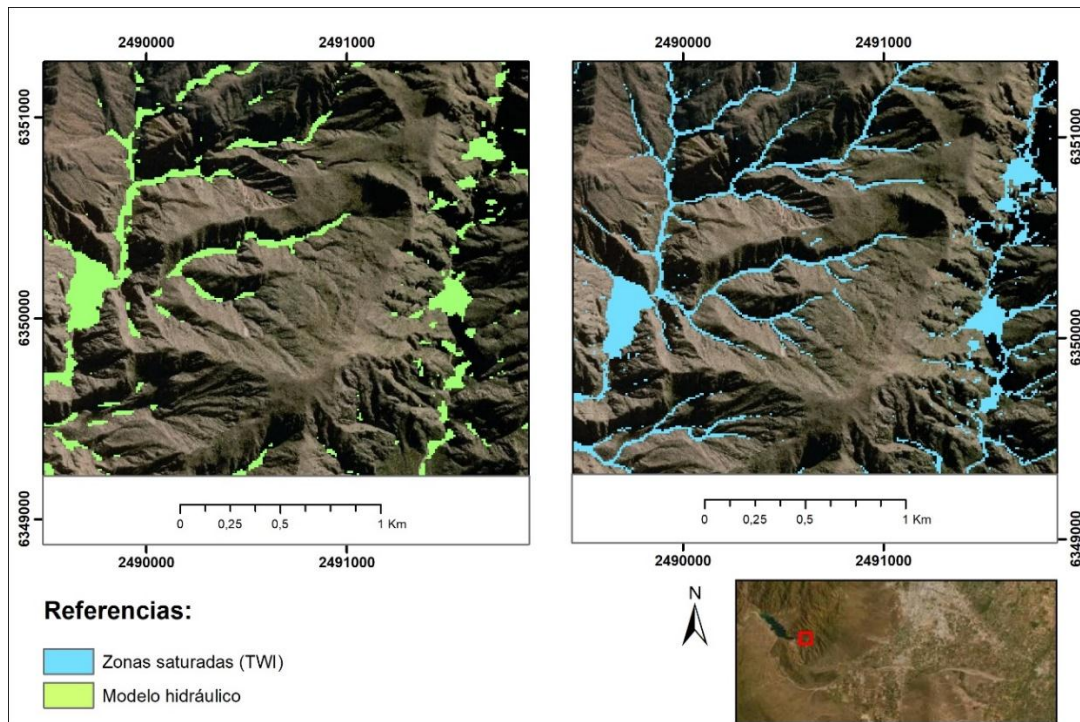 2490000 2491000 2490000 2491000
6351000
6350000
6349000
6351000
6350000
6349000
0 0,25 0,5 1 Km
0 0,25 0,5 1 Km
2490000 2491000 2490000 2491000
Referencias:
Zonas saturadas (TWI)
Modelo hidráulico
N